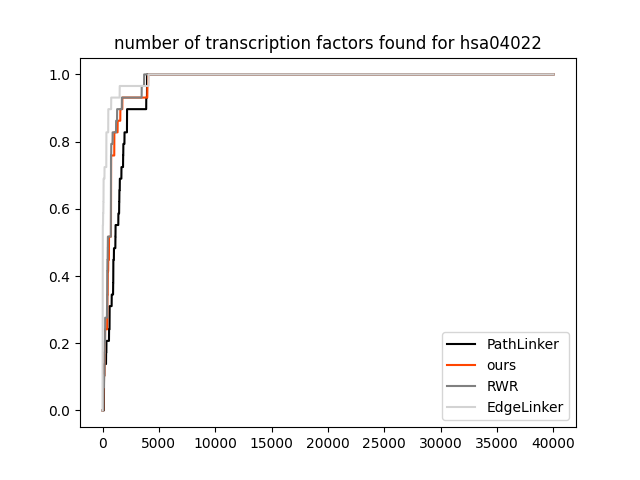 number of transcription factors found for hsa04022
1.0
0.8
0.6
0.4
0.2
0.0
0 5000 10000 15000 20000 25000 30000 35000 40000
PathLinker
ours
RWR
EdgeLinker